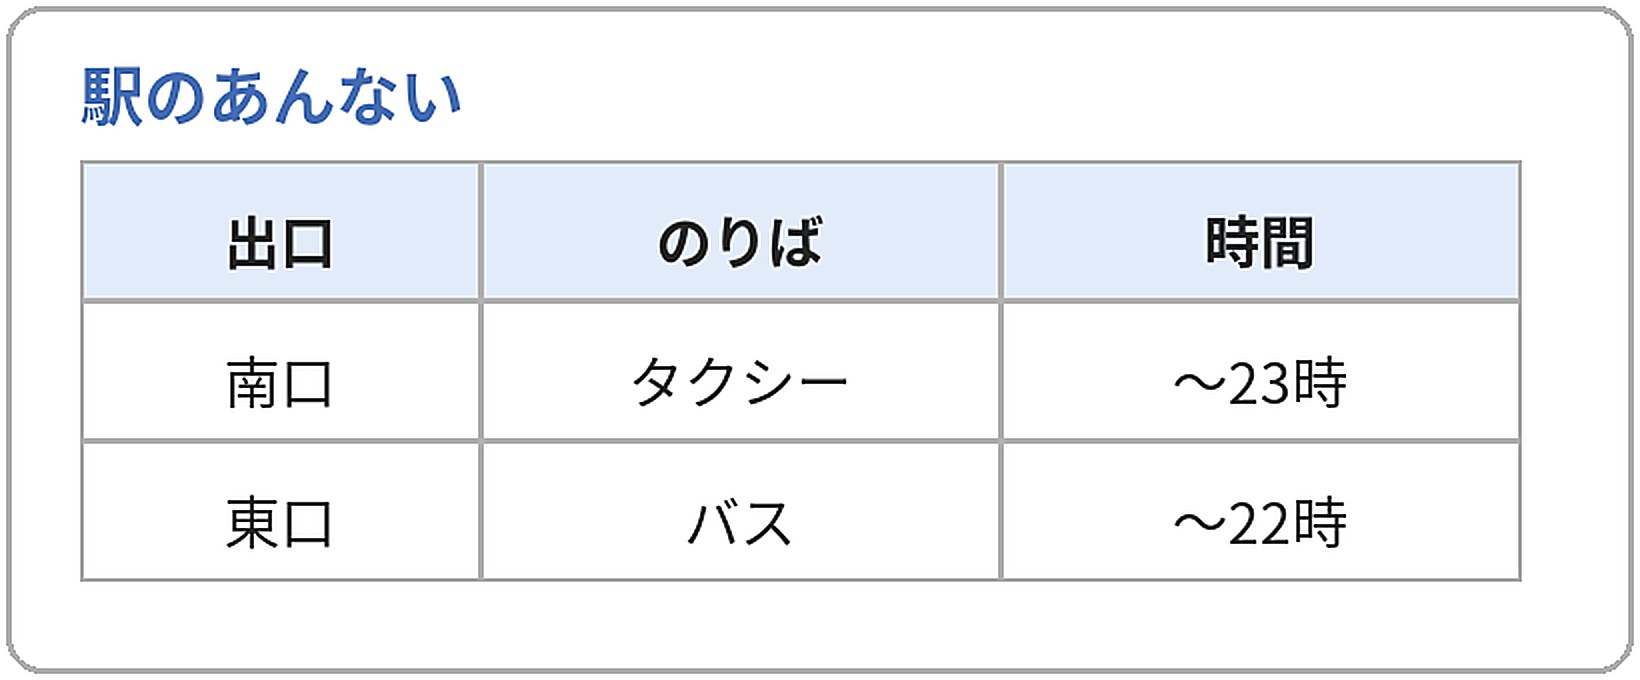 駅のあんない
出口 のりば 時間
南口 タクシー ～23時
東口 バス ～22時